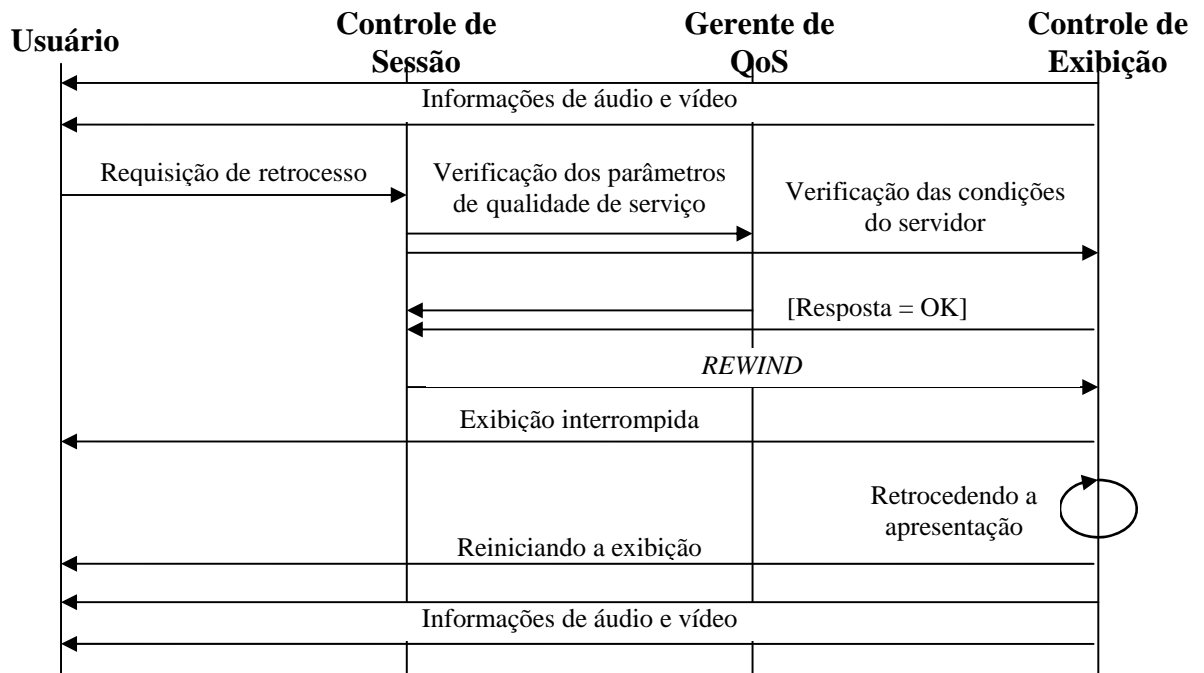 Usuário
Controle de
Sessão
Gerente de
QoS
Controle de
Exibição
Informações de áudio e vídeo
Requisição de retrocesso
Verificação dos parâmetros
de qualidade de serviço
Verificação das condições
do servidor
[Resposta = OK]
REWIND
Exibição interrompida
Retrocedendo a
apresentação
Reiniciando a exibição
Informações de áudio e vídeo